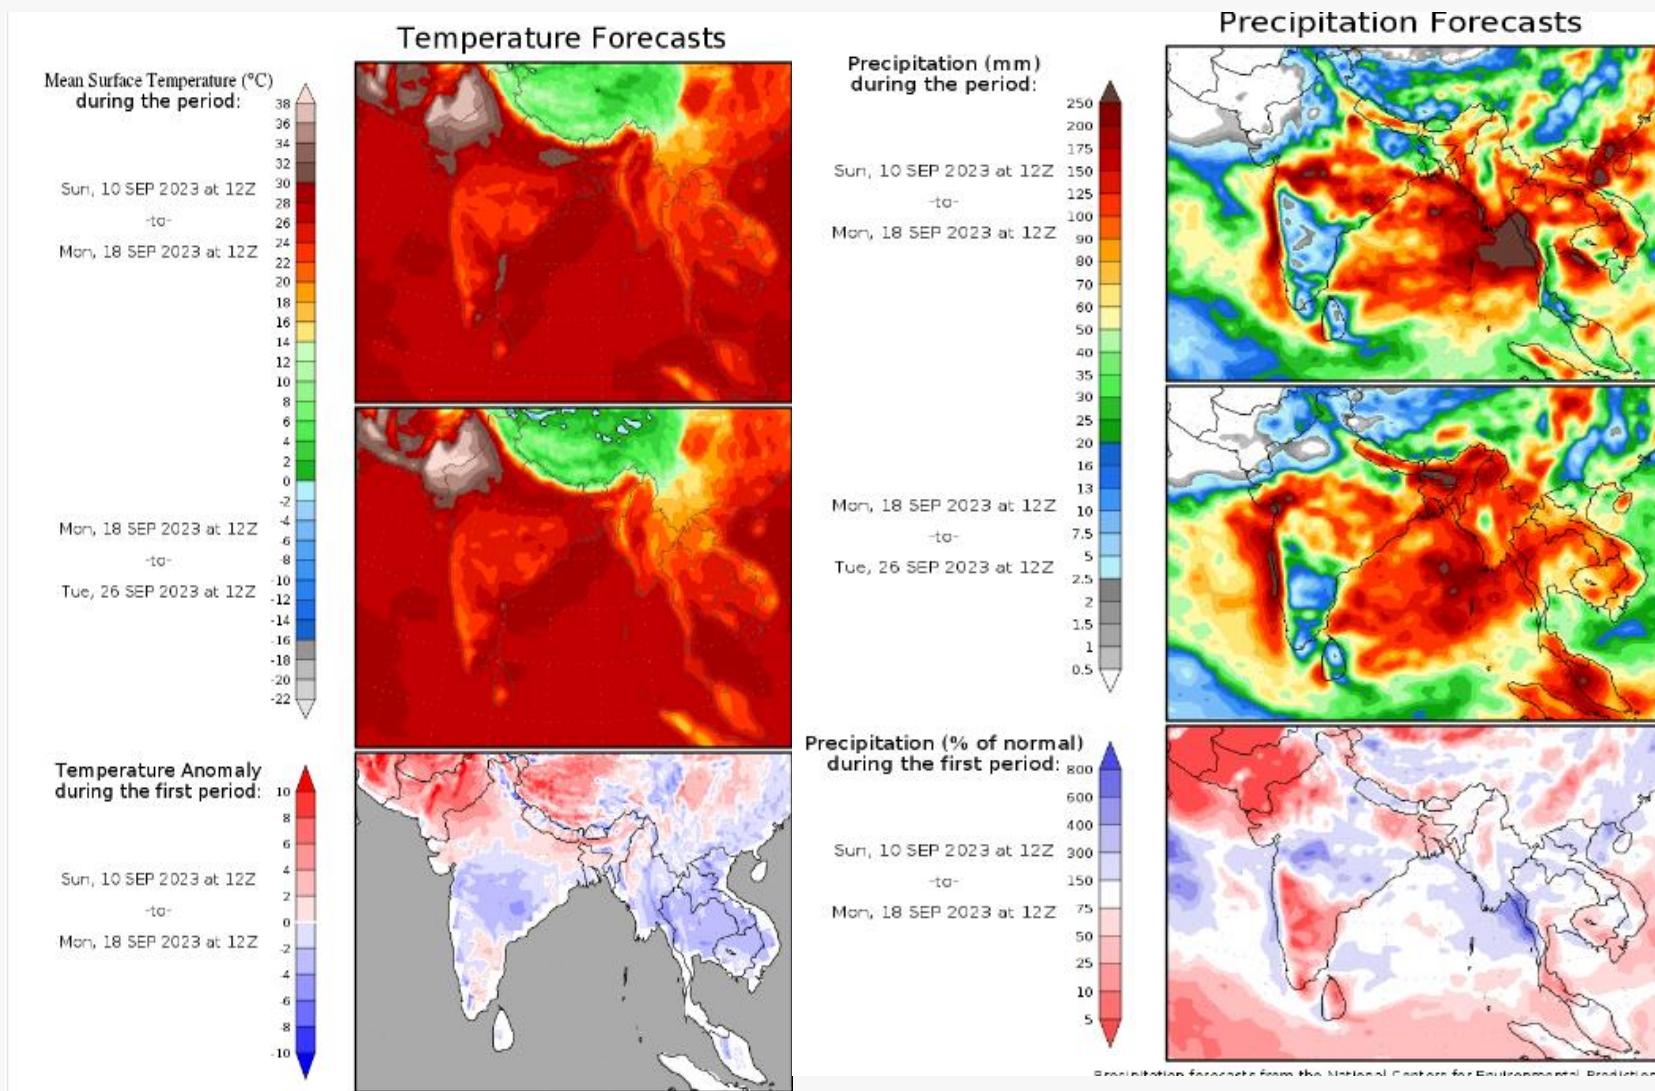 Temperature Forecasts
Mean Surface Temperature (°C)
during the period:
38
36
34
32
30
28
26
24
22
20
18
16
14
12
10
8
6
4
2
0
-2
-4
-6
-8
-10
-12
-14
-16
-18
-20
-22
Sun, 10 SEP 2023 at 12Z
-to-
Mon, 18 SEP 2023 at 12Z
Mon, 18 SEP 2023 at 12Z
-to-
Tue, 26 SEP 2023 at 12Z
Temperature Anomaly
during the first period:
10
8
6
4
2
0
-2
-4
-6
-8
-10
Sun, 10 SEP 2023 at 12Z
-to-
Mon, 18 SEP 2023 at 12Z
Precipitation Forecasts
Precipitation (mm)
during the period:
250
200
175
150
125
100
90
80
70
60
50
40
35
30
25
20
16
13
10
7.5
5
2.5
2
1.5
1
0.5
Sun, 10 SEP 2023 at 12Z
-to-
Mon, 18 SEP 2023 at 12Z
Mon, 18 SEP 2023 at 12Z
-to-
Tue, 26 SEP 2023 at 12Z
Precipitation (% of normal)
during the first period:
800
600
400
300
150
75
50
25
10
5
Sun, 10 SEP 2023 at 12Z
-to-
Mon, 18 SEP 2023 at 12Z
Precipitation forecasts from the National Centers for Environmental Prediction